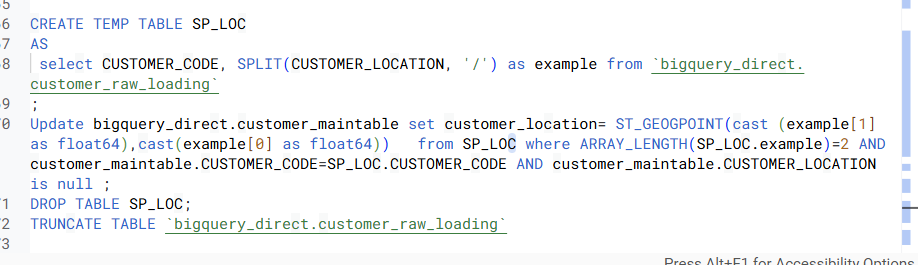 5
6 CREATE TEMP TABLE SP_LOC
7 AS
8 select CUSTOMER_CODE, SPLIT(CUSTOMER_LOCATION, '/') as example from `bigquery_direct.
customer_raw_loading`
9 ;
0 Update bigquery_direct.customer_maintable set customer_location= ST_GEOGPOINT(cast (example[1]
as float64),cast(example[0] as float64)) from SP_LOC where ARRAY_LENGTH(SP_LOC.example)=2 AND
customer_maintable.CUSTOMER_CODE=SP_LOC.CUSTOMER_CODE AND customer_maintable.CUSTOMER_LOCATION
is null ;
1 DROP TABLE SP_LOC;
2 TRUNCATE TABLE `bigquery_direct.customer_raw_loading`
3
Press Alt+F1 for Accessibility Options